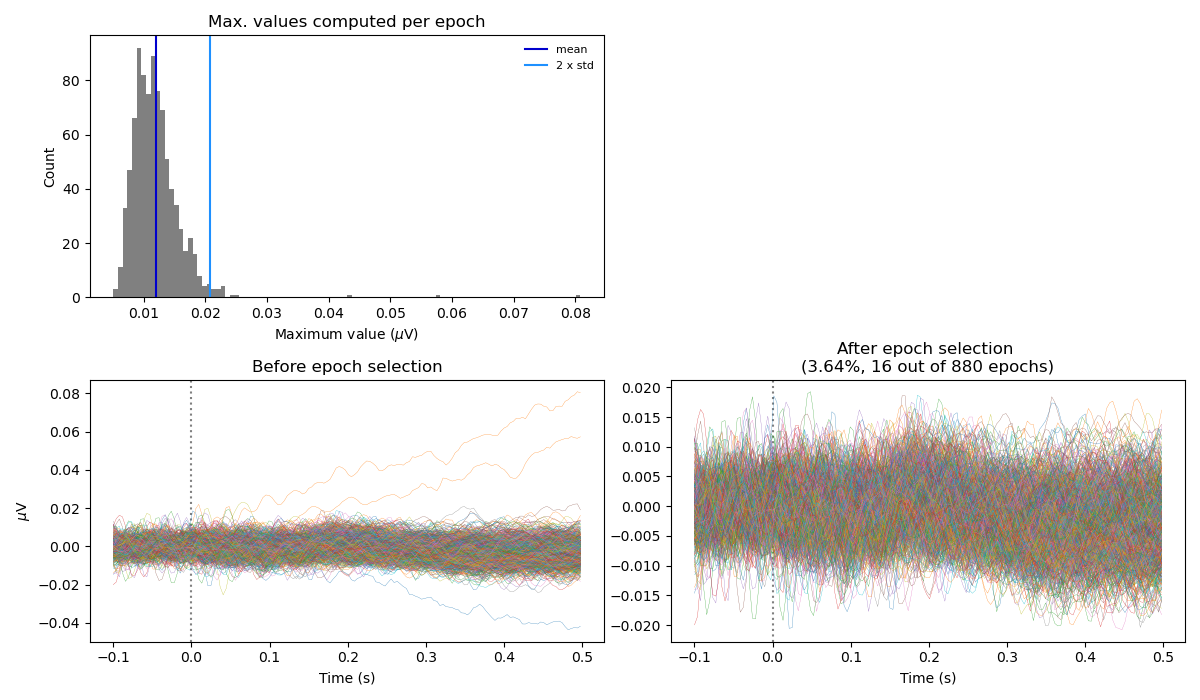 Max. values computed per epoch
mean
2 x std
Count
80
60
40
20
0
0.01 0.02 0.03 0.04 0.05 0.06 0.07 0.08
Maximum value (μV)
Before epoch selection
μV
0.08
0.06
0.04
0.02
0.00
−0.02
−0.04
−0.1 0.0 0.1 0.2 0.3 0.4 0.5
Time (s)
After epoch selection
(3.64%, 16 out of 880 epochs)
0.020
0.015
0.010
0.005
0.000
−0.005
−0.010
−0.015
−0.020
−0.1 0.0 0.1 0.2 0.3 0.4 0.5
Time (s)